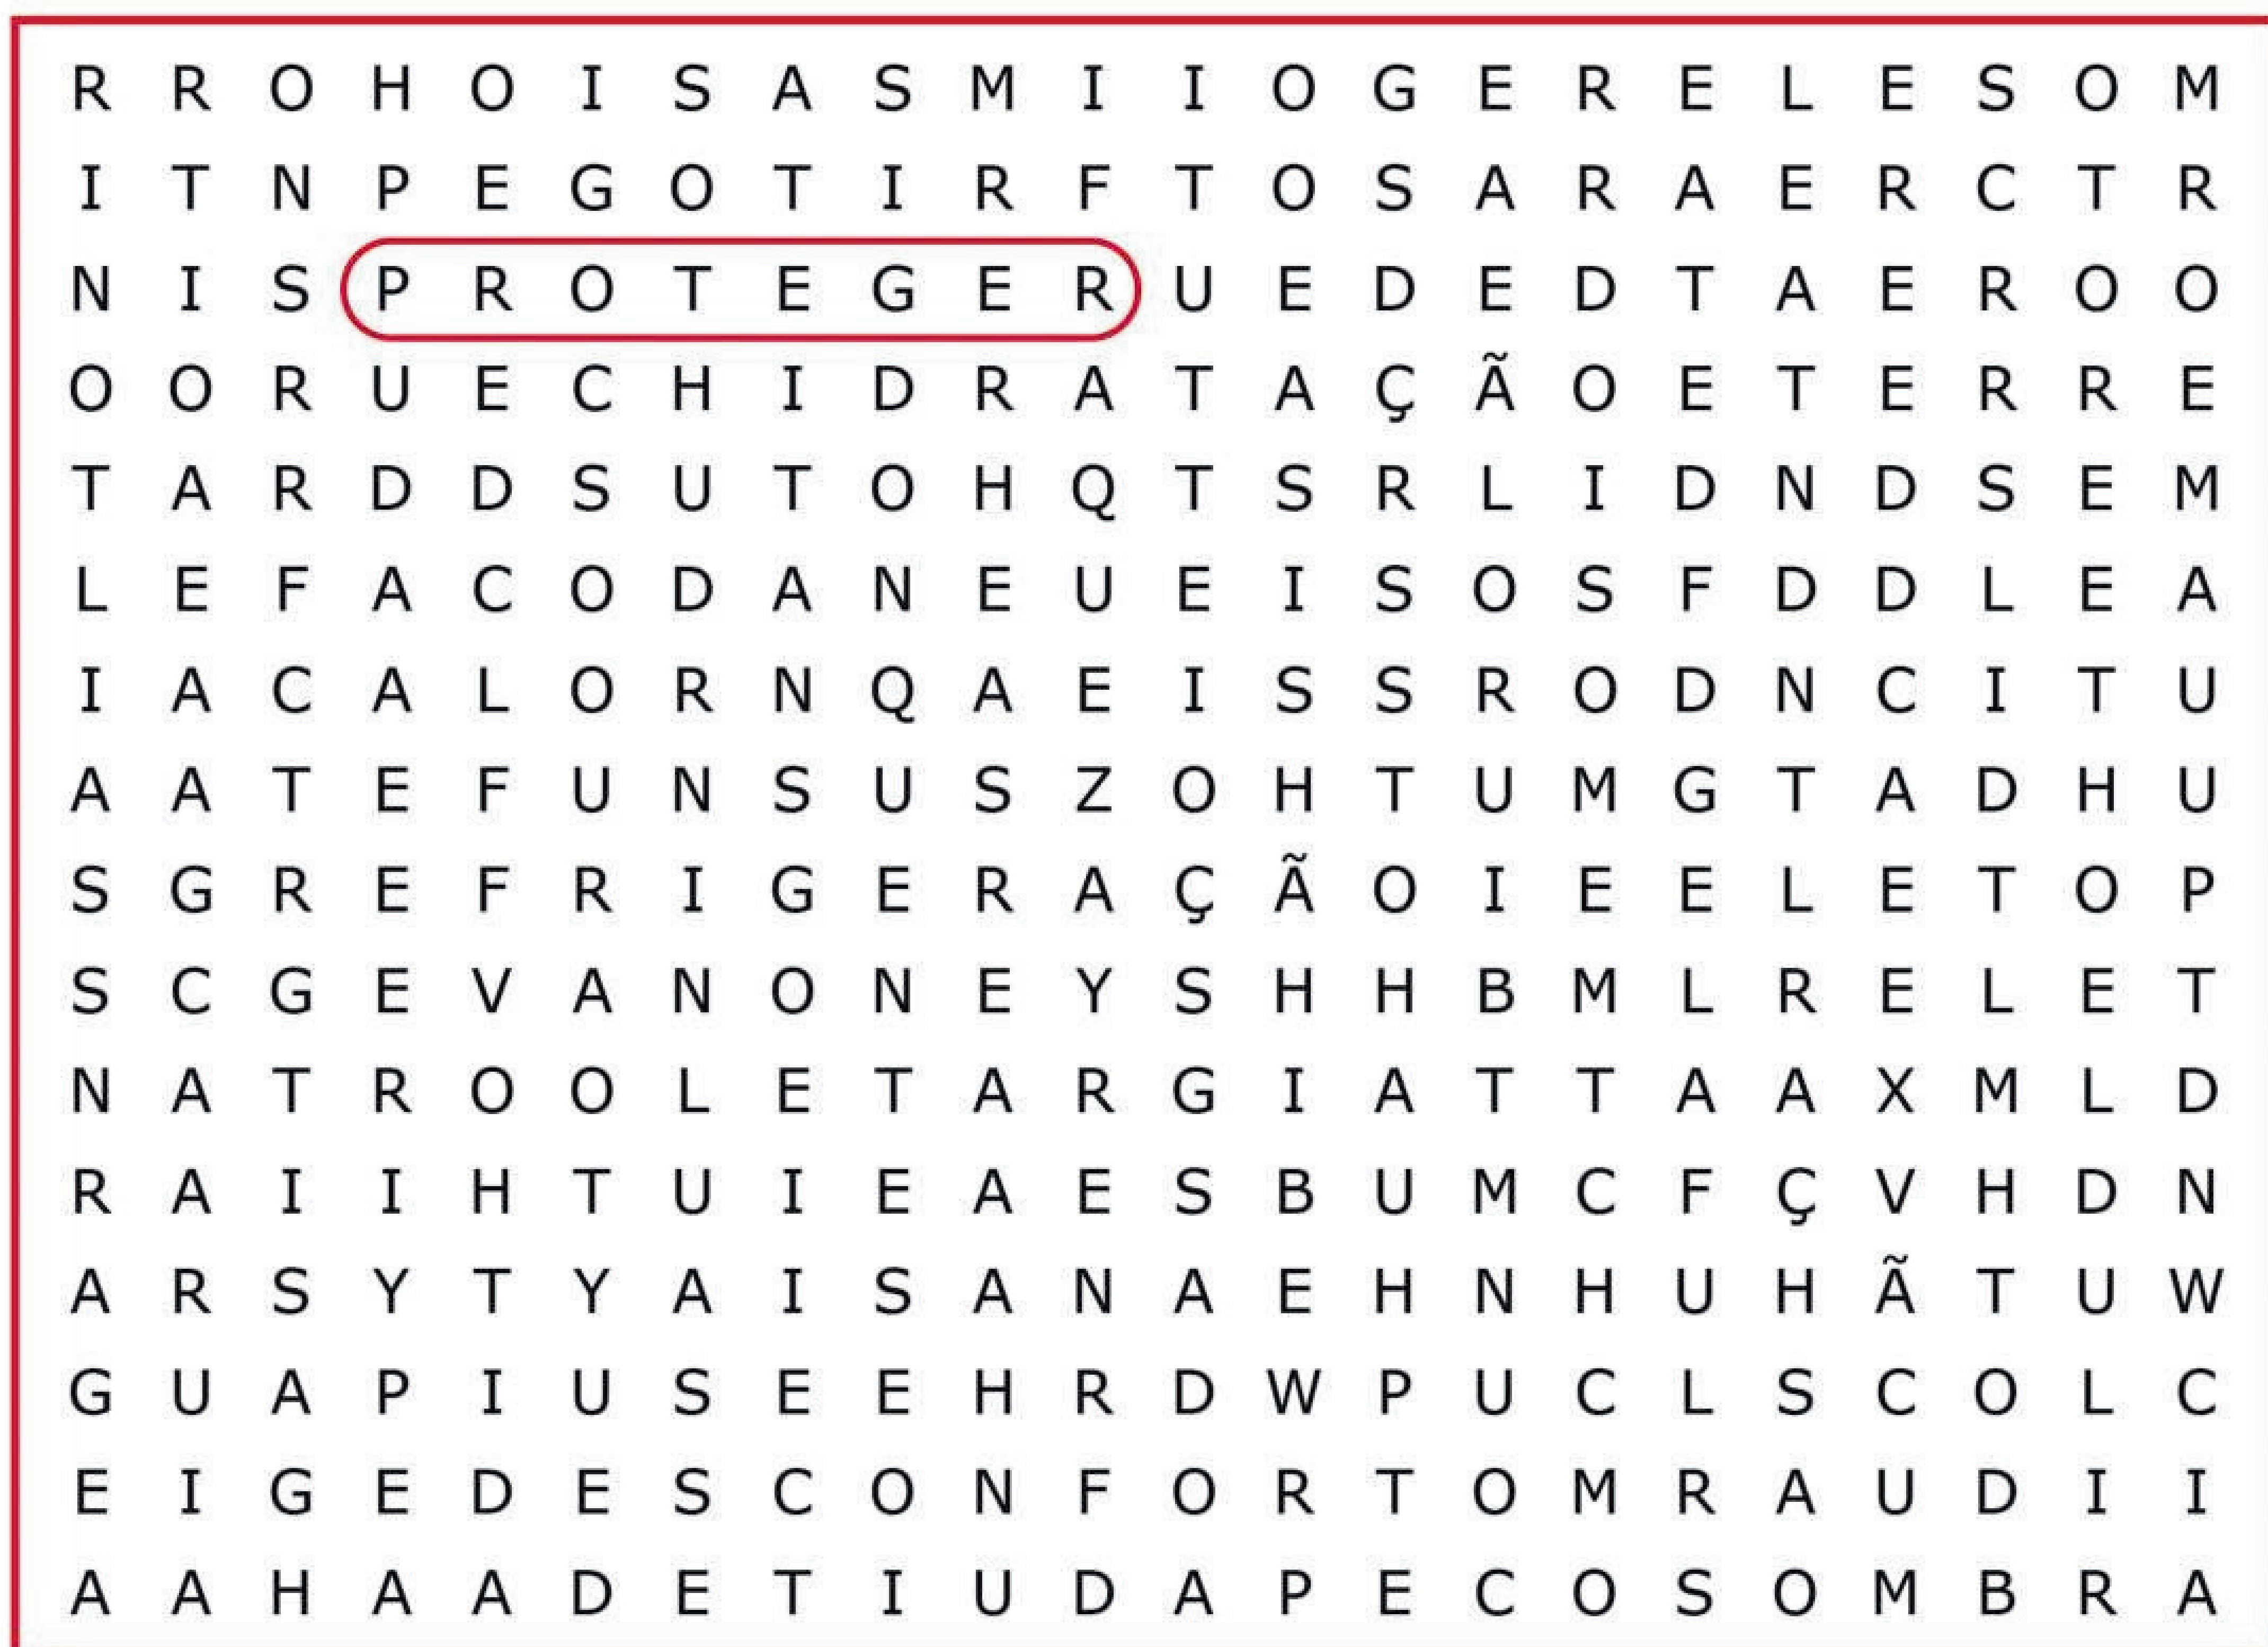 R R O H O I S A S M I I O G E R E L E S O M
I T N P E G O T I R F T O S A R A E R C T R
N I S P R O T E G E R U E D E D T A E R O O
O O R U E C H I D R A T A Ç Ã O E T E R R E
T A R D D S U T O H Q T S R L I D N D S E M
L E F A C O D A N E U E I S O S F D D L E A
I A C A L O R N Q A E I S S R O D N C I T U
A A T E F U N S U S Z O H T U M G T A D H U
S G R E F R I G E R A Ç Ã O I E E L E T O P
S C G E V A N O N E Y S H H B M L R E L E T
N A T R O O L E T A R G I A T T A A X M L D
R A I I H T U I E A E S B U M C F Ç V H D N
A R S Y T Y A I S A N A E H N H U H Ã T U W
G U A P I U S E E H R D W P U C L S C O L C
E I G E D E S C O N F O R T O M R A U D I I
A A H A A D E T I U D A P E C O S O M B R A